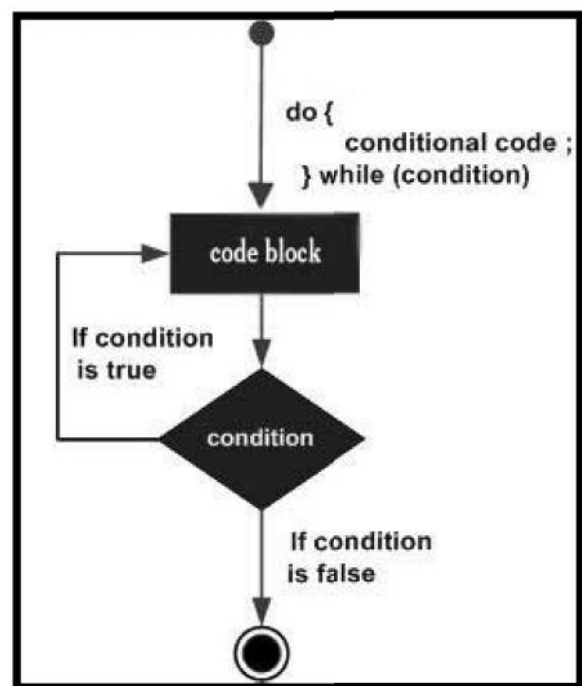 do {
conditional code ;
} while (condition)
code block
If condition
is true
condition
If condition
is false